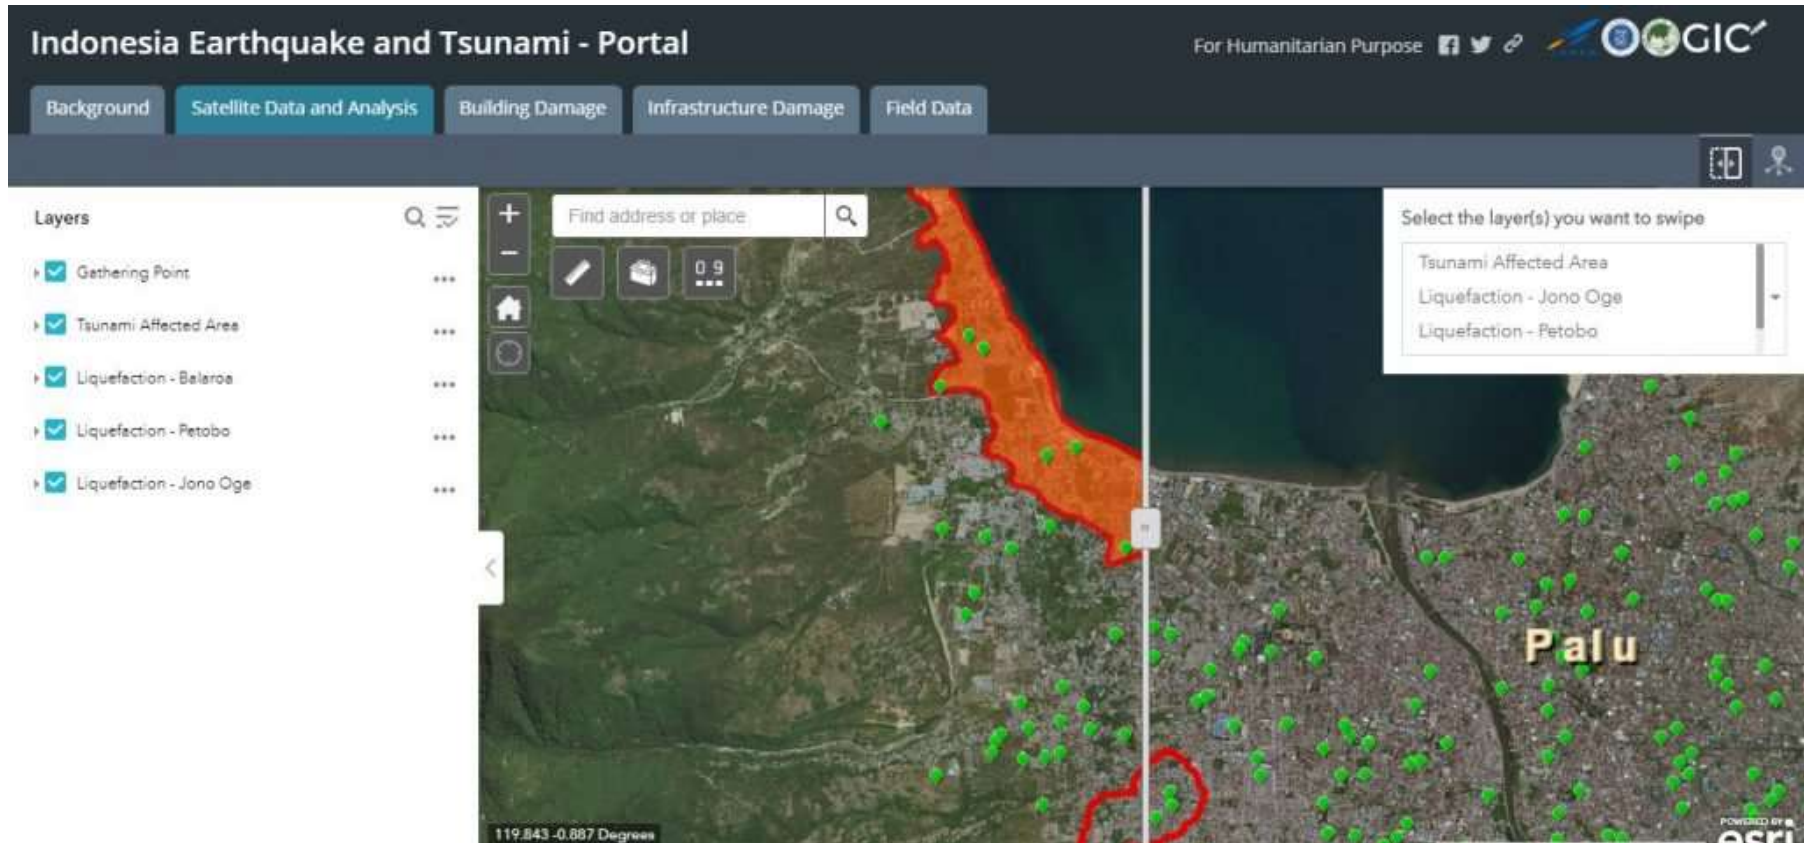 Indonesia Earthquake and Tsunami - Portal
For Humanitarian Purpose
GIC
Background
Satellite Data and Analysis
Building Damage
Infrastructure Damage
Field Data
Layers
Gathering Point
Tsunami Affected Area
Liquefaction - Balaroa
Liquefaction - Petobo
Liquefaction - Jono Oge
+
−
Find address or place
0 9
Select the layer(s) you want to swipe
Tsunami Affected Area
Liquefaction - Jono Oge
Liquefaction - Petobo
Palu
119.843 -0.887 Degrees
POWERED BY
esri